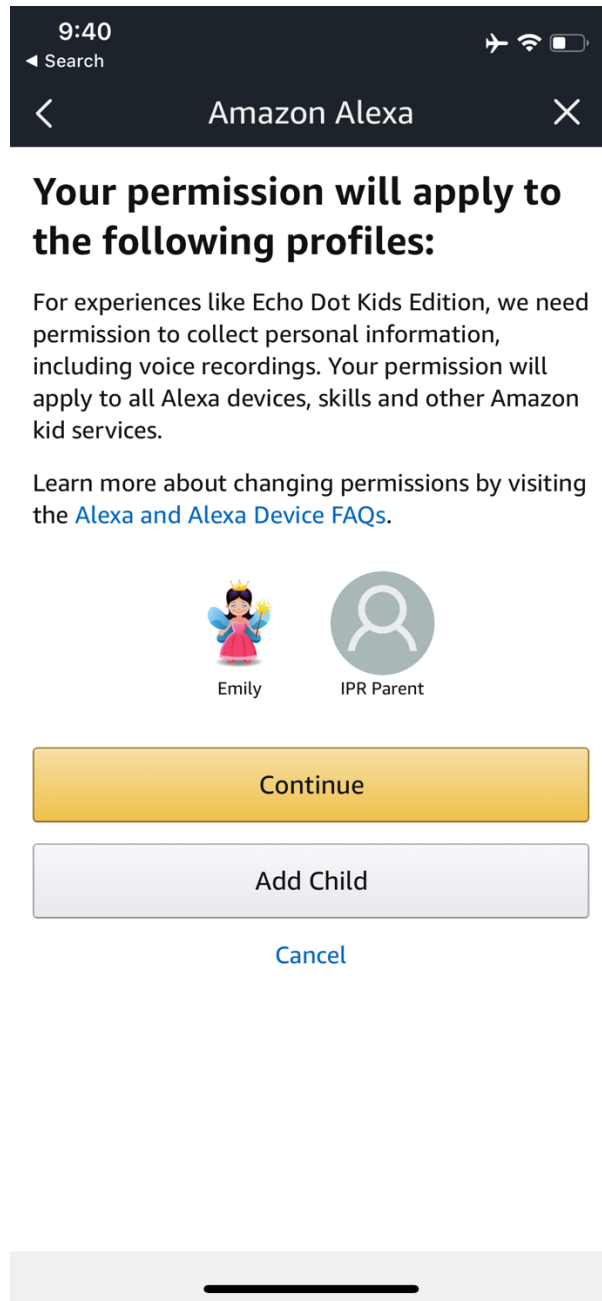 9:40
◀ Search
Amazon Alexa
Your permission will apply to
the following profiles:
For experiences like Echo Dot Kids Edition, we need
permission to collect personal information,
including voice recordings. Your permission will
apply to all Alexa devices, skills and other Amazon
kid services.
Learn more about changing permissions by visiting
the Alexa and Alexa Device FAQs.
Emily
IPR Parent
Continue
Add Child
Cancel